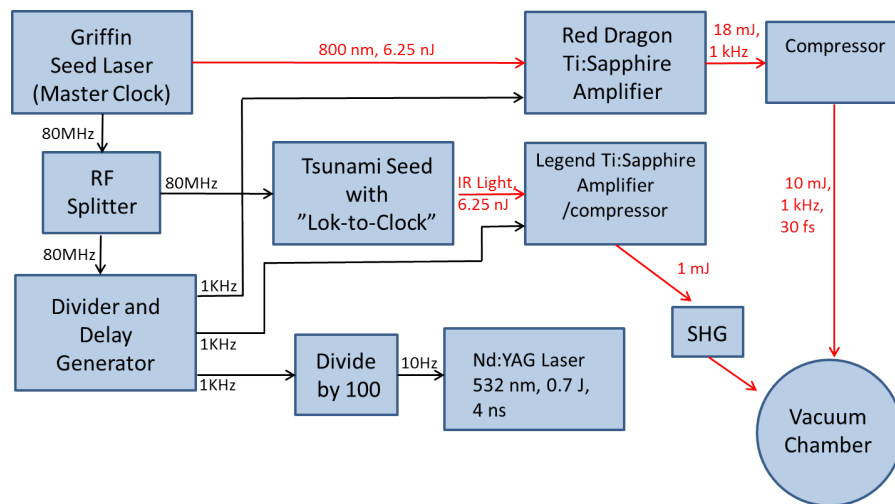 Griffin
Seed Laser
(Master Clock)
800 nm, 6.25 nJ
Red Dragon
Ti:Sapphire
Amplifier
18 mJ,
1 kHz
Compressor
80MHz
RF
Splitter
80MHz
Tsunami Seed
with
”Lok-to-Clock”
IR Light,
6.25 nJ
Legend Ti:Sapphire
Amplifier
/compressor
10 mJ,
1 kHz,
30 fs
80MHz
Divider and
Delay
Generator
1KHz
1KHz
1KHz
1 mJ
SHG
Divide
by 100
10Hz
Nd:YAG Laser
532 nm, 0.7 J,
4 ns
Vacuum
Chamber